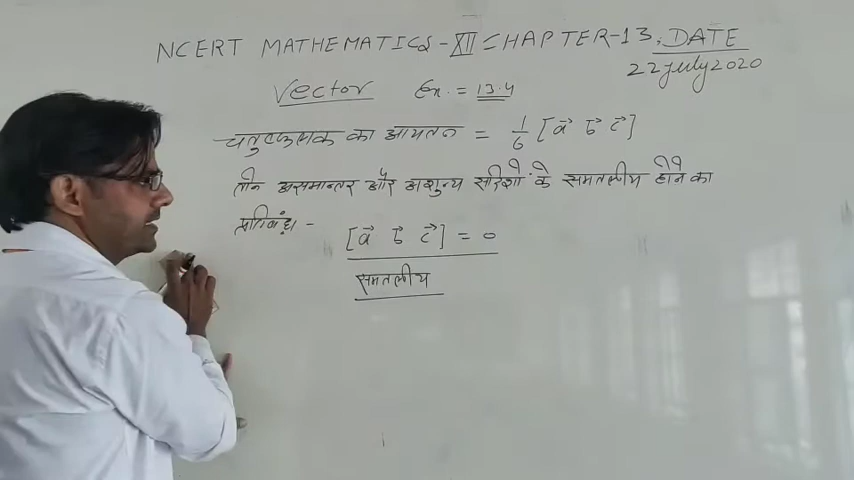 NCERT MATHEMATICS - XII CHAPTER-13. DATE
22 july 2020
Vector Ex. = 13.4
चतुष्फलक का आयतन = 1/6 [a⃗ b⃗ c⃗]
तीन असमान्तर और अशून्य सदिशों के समतलीय होने का
प्रतिबंध - [a⃗ b⃗ c⃗] = 0
समतलीय